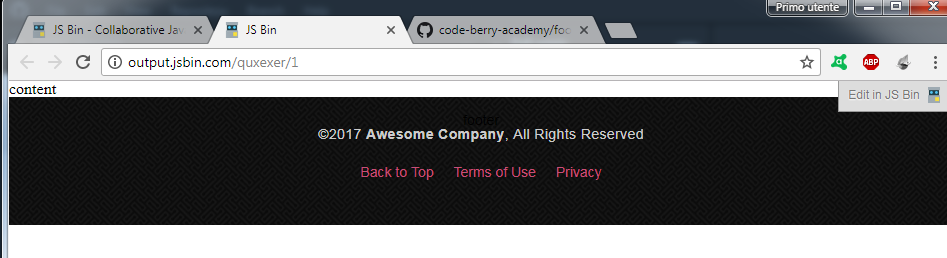 Primo utente
JS Bin - Collaborative Jav
JS Bin
code-berry-academy/foc
output.jsbin.com/quxexer/1
ABP
content
Edit in JS Bin
footer
©2017 Awesome Company, All Rights Reserved
Back to Top Terms of Use Privacy